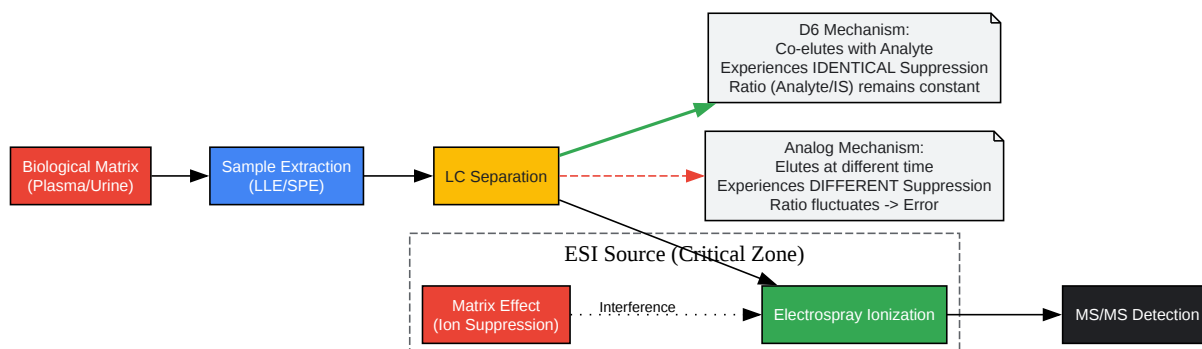 D6 Mechanism:
Co-elutes with Analyte
Experiences IDENTICAL Suppression
Ratio (Analyte/IS) remains constant
Biological Matrix
(Plasma/Urine)
Sample Extraction
(LLE/SPE)
LC Separation
Analog Mechanism:
Elutes at different time
Experiences DIFFERENT Suppression
Ratio fluctuates -> Error
ESI Source (Critical Zone)
Matrix Effect
(Ion Suppression)
Interference
Electrospray Ionization
MS/MS Detection